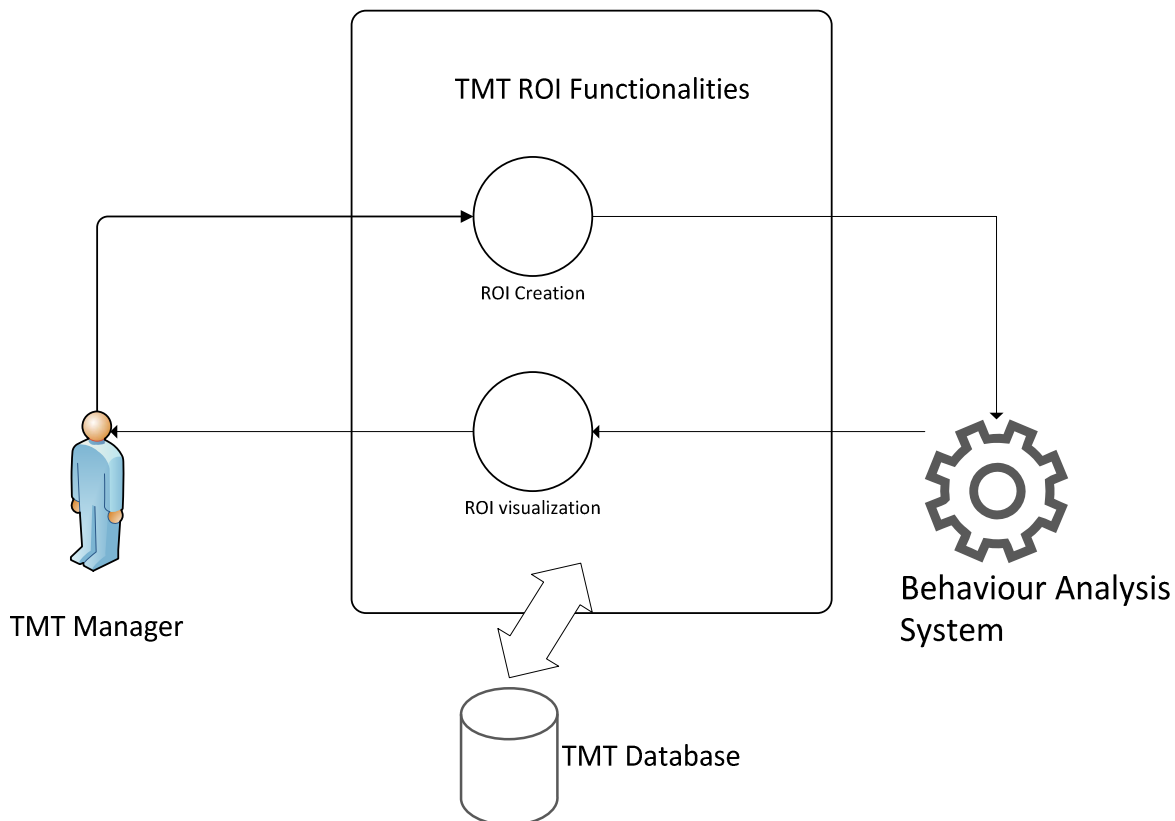 TMT ROI Functionalities
ROI Creation
ROI visualization
TMT Manager
Behaviour Analysis
System
TMT Database